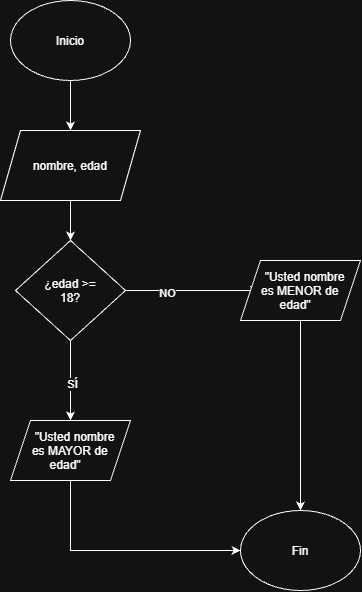 Inicio
nombre, edad
¿edad >=
18?
NO
"Usted nombre
es MENOR de
edad"
SÍ
"Usted nombre
es MAYOR de
edad"
Fin